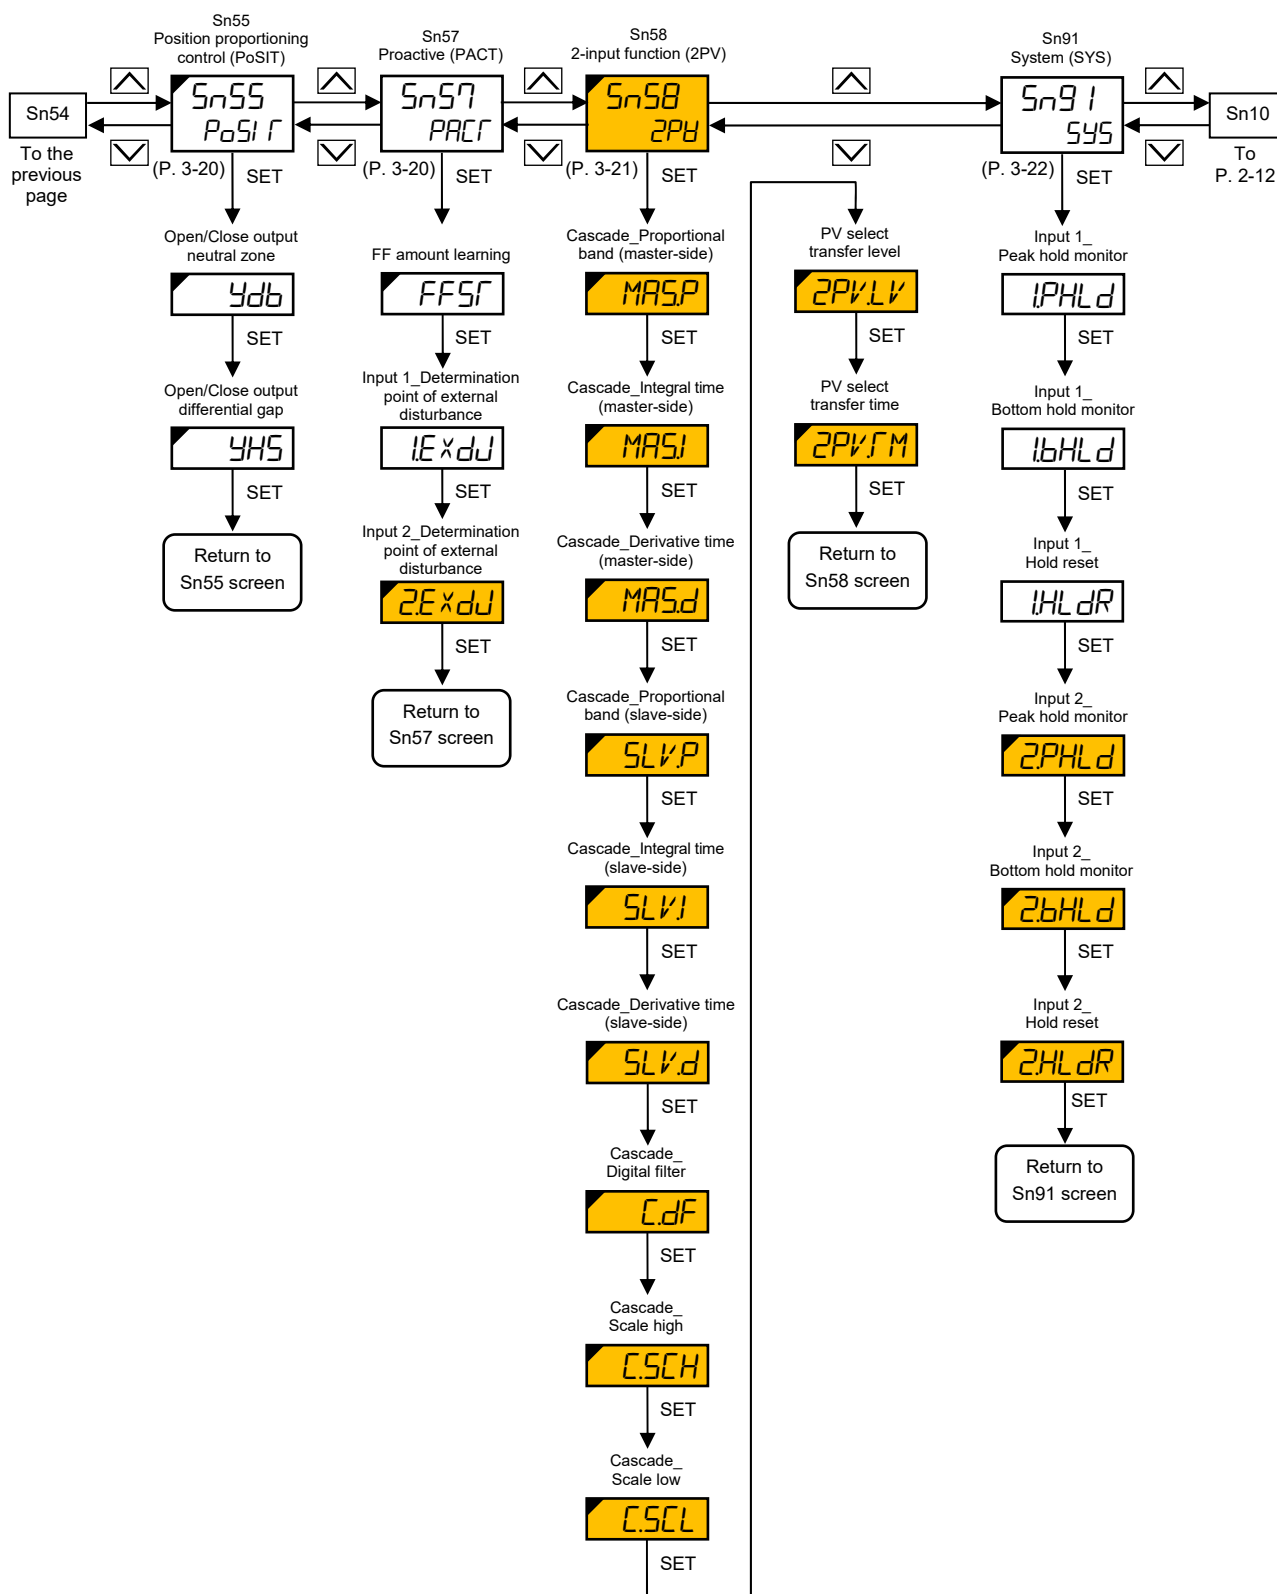 Sn54
To the
previous
page
Sn55
Position proportioning
control (PoSIT)
Sn55
PoSIT
(P. 3-20)
SET
Open/Close output
neutral zone
Ydb
SET
Open/Close output
differential gap
YHS
SET
Return to
Sn55 screen
Sn57
Proactive (PACT)
Sn57
PACT
(P. 3-20)
SET
FF amount learning
FFST
SET
Input 1_Determination
point of external
disturbance
1.EXdJ
SET
Input 2_Determination
point of external
disturbance
2.EXdJ
SET
Return to
Sn57 screen
Sn58
2-input function (2PV)
Sn58
2PV
(P. 3-21)
SET
Cascade_Proportional
band (master-side)
MAS.P
SET
Cascade_Integral time
(master-side)
MAS.I
SET
Cascade_Derivative time
(master-side)
MAS.d
SET
Cascade_Proportional
band (slave-side)
SLV.P
SET
Cascade_Integral time
(slave-side)
SLV.I
SET
Cascade_Derivative time
(slave-side)
SLV.d
SET
Cascade_
Digital filter
C.dF
SET
Cascade_
Scale high
C.SCH
SET
Cascade_
Scale low
C.SCL
SET
PV select
transfer level
2PV.LV
SET
PV select
transfer time
2PV.TM
SET
Return to
Sn58 screen
Sn91
System (SYS)
Sn91
SYS
(P. 3-22)
SET
Input 1_
Peak hold monitor
1.PHLd
SET
Input 1_
Bottom hold monitor
1.bHLd
SET
Input 1_
Hold reset
1.HLdR
SET
Input 2_
Peak hold monitor
2.PHLd
SET
Input 2_
Bottom hold monitor
2.bHLd
SET
Input 2_
Hold reset
2.HLdR
SET
Return to
Sn91 screen
Sn10
To
P. 2-12